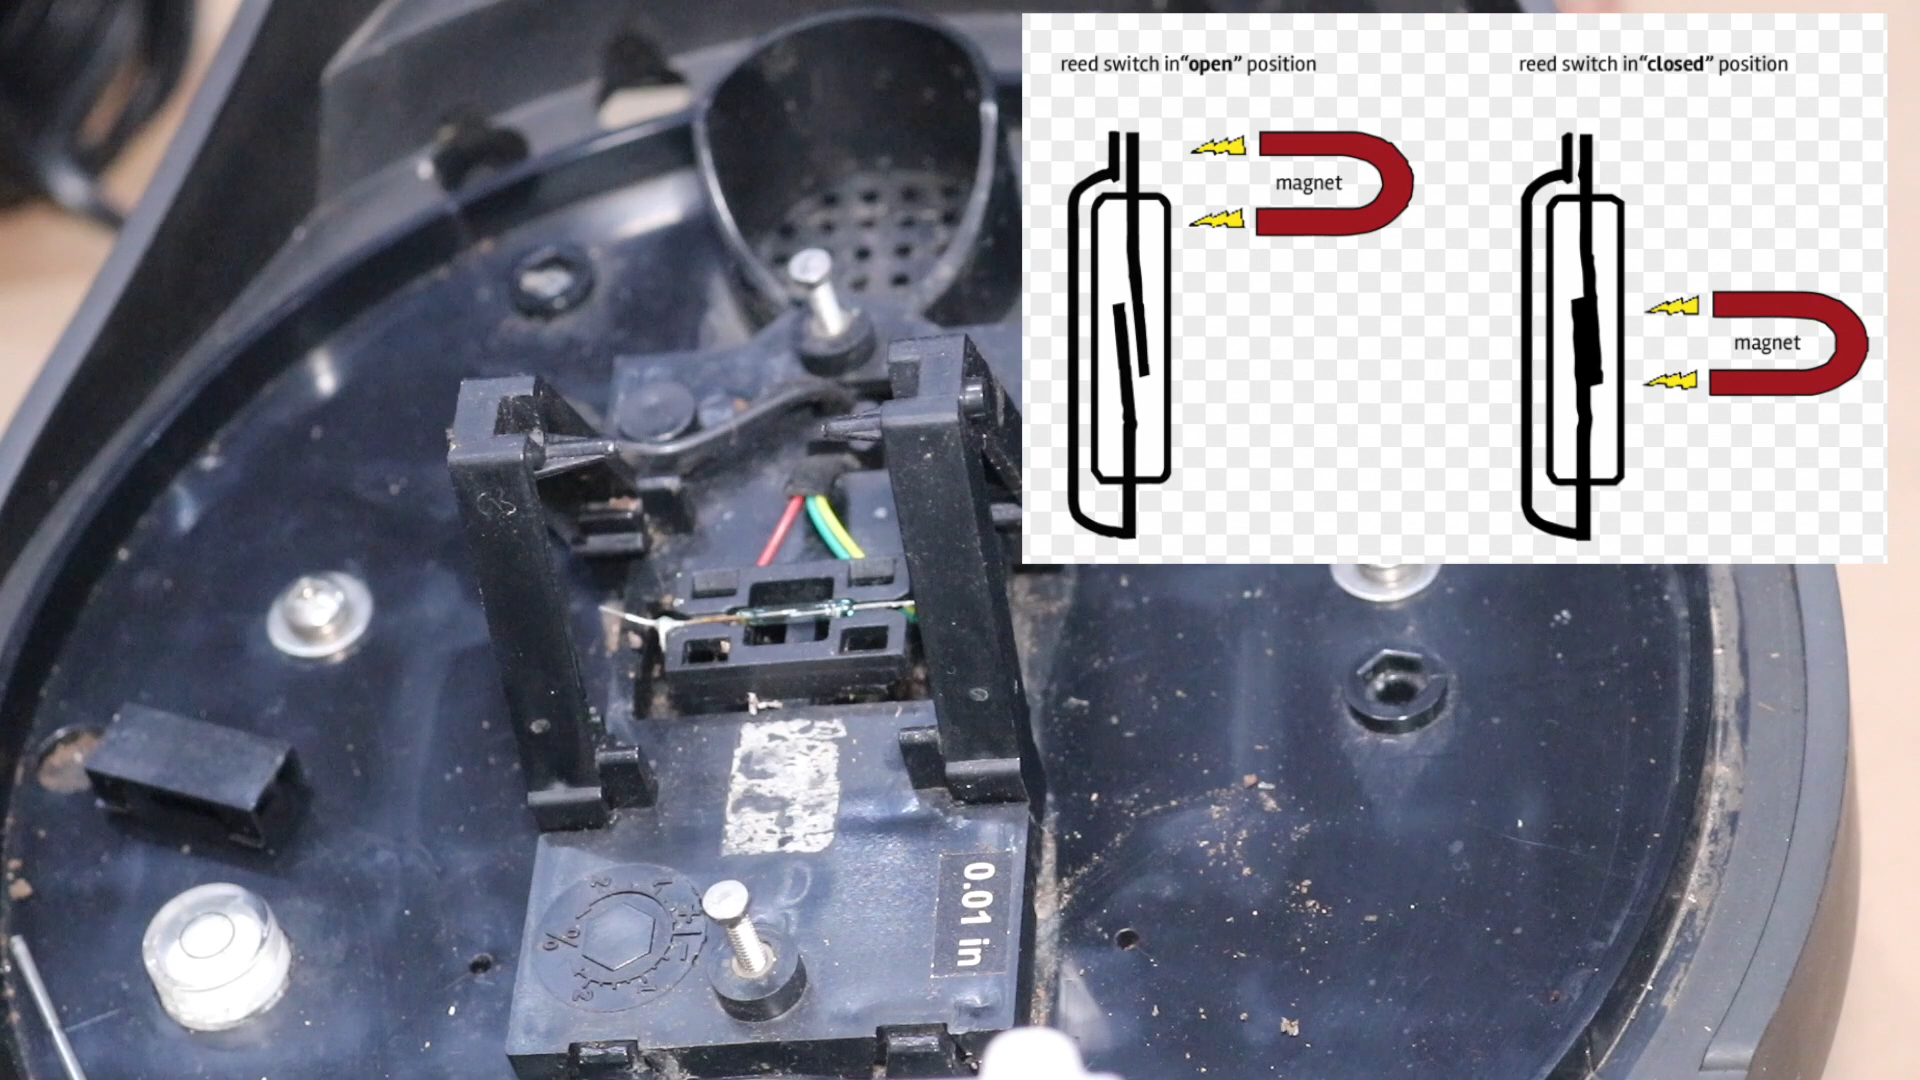 reed switch in“open” position
reed switch in“closed” position
magnet
magnet
0.01 in
%